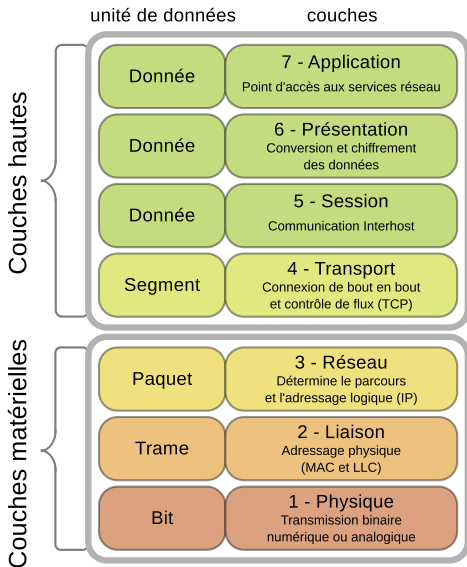 unité de données
couches
Couches hautes
Donnée
7 - Application
Point d'accès aux services réseau
Donnée
6 - Présentation
Conversion et chiffrement
des données
Donnée
5 - Session
Communication Interhost
Segment
4 - Transport
Connexion de bout en bout
et contrôle de flux (TCP)
Couches matérielles
Paquet
3 - Réseau
Détermine le parcours
et l'adressage logique (IP)
Trame
2 - Liaison
Adressage physique
(MAC et LLC)
Bit
1 - Physique
Transmission binaire
numérique ou analogique